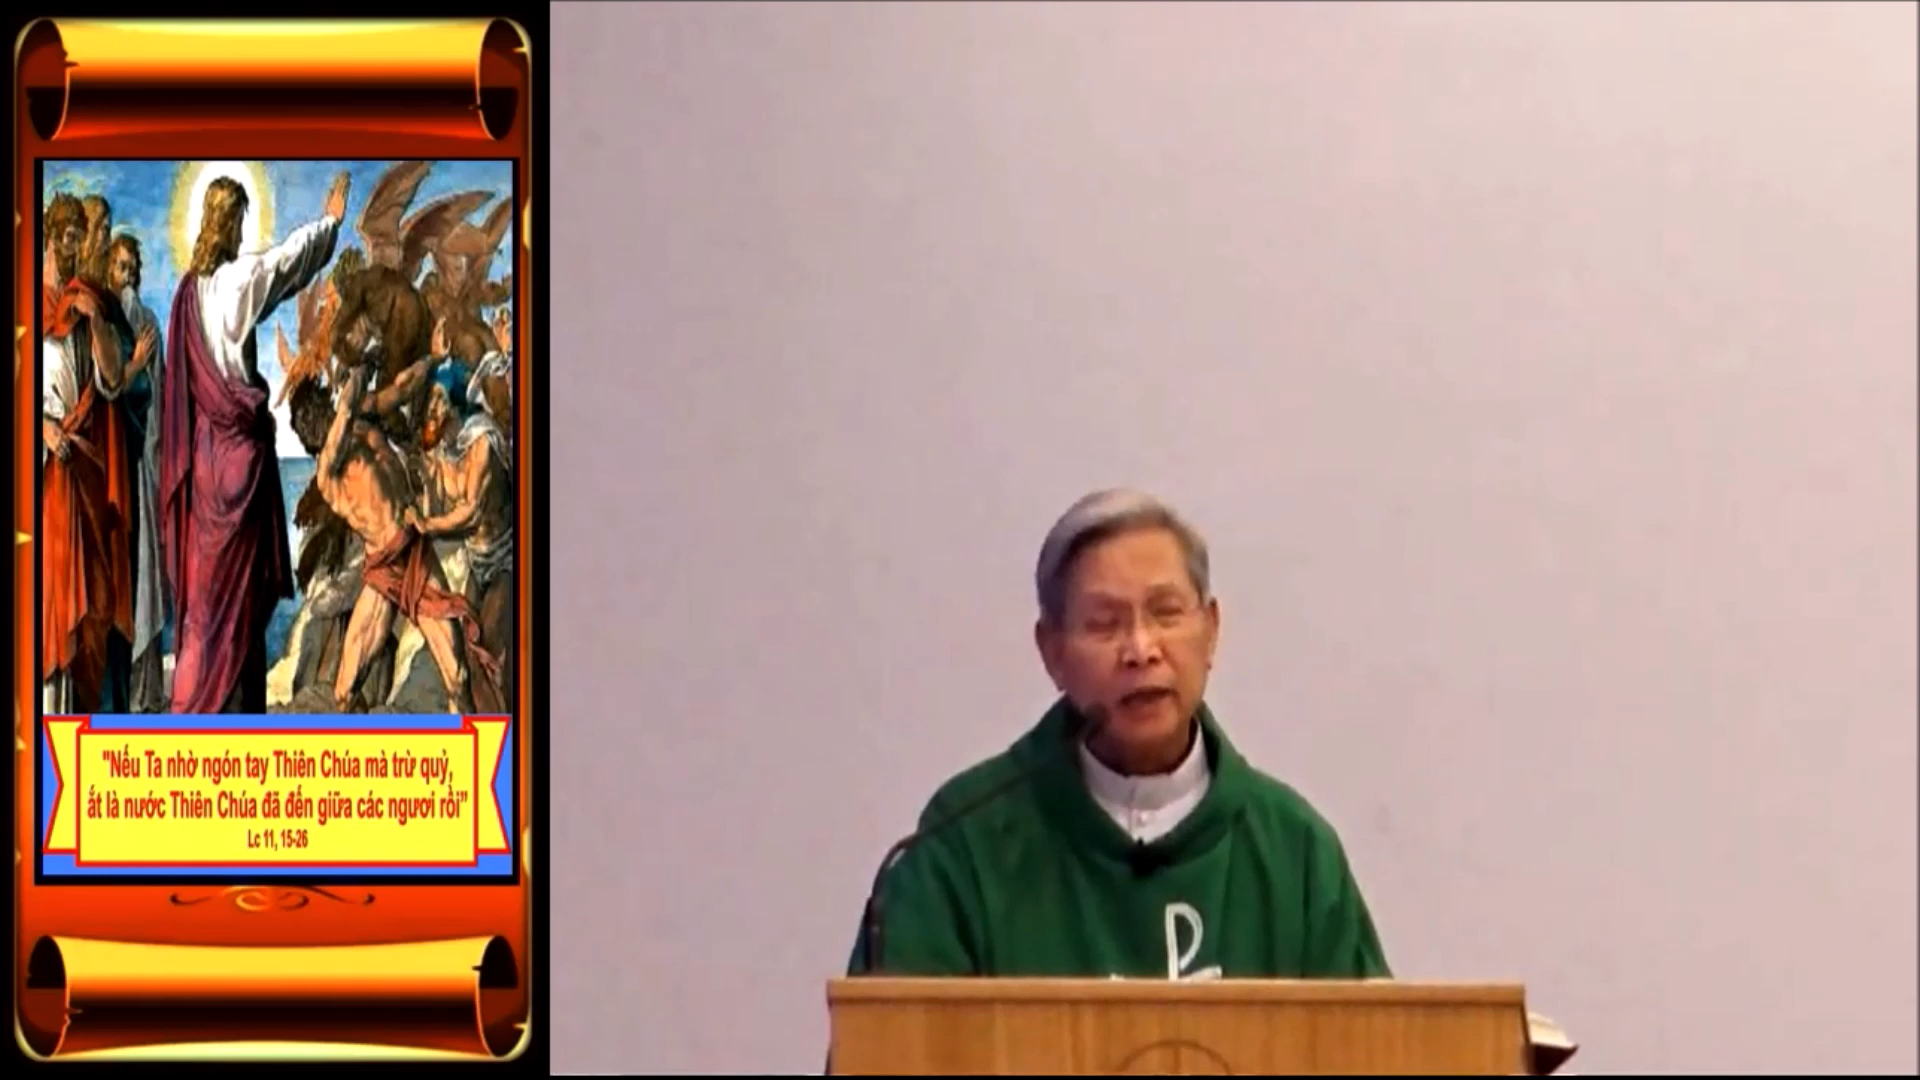 "Nếu Ta nhờ ngón tay Thiên Chúa mà trừ quỷ,
ắt là nước Thiên Chúa đã đến giữa các ngươi rồi”
Lc 11, 15-26